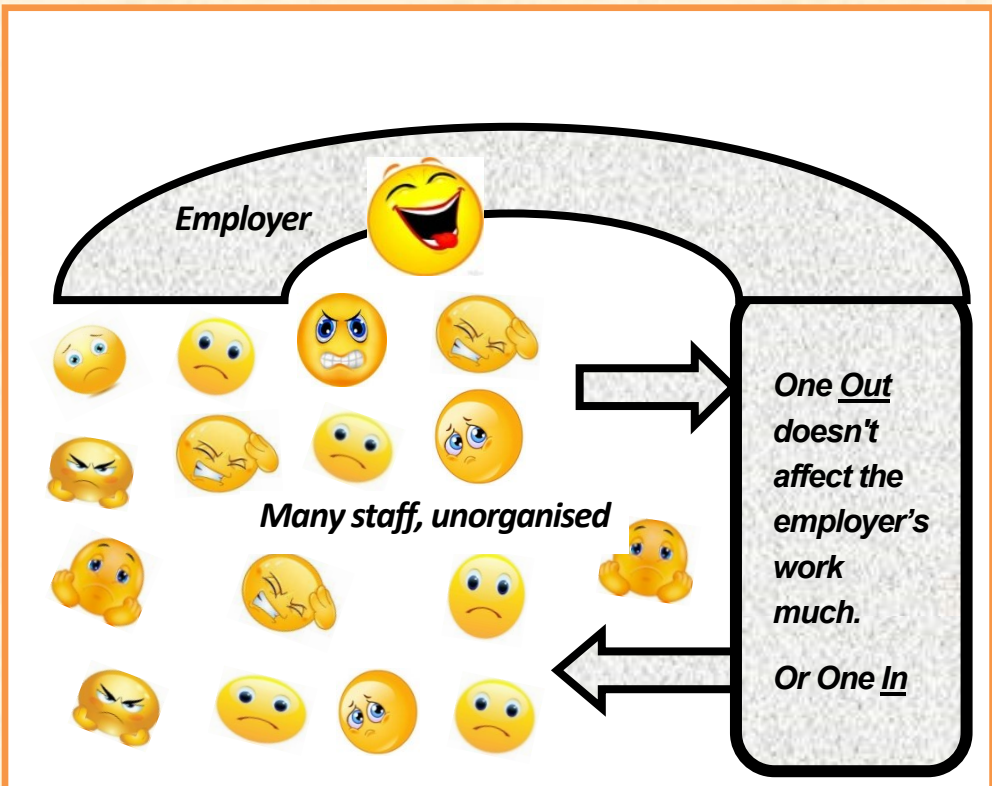 Employer
Many staff, unorganised
One Out
doesn't
affect the
employer’s
work
much.
Or One In